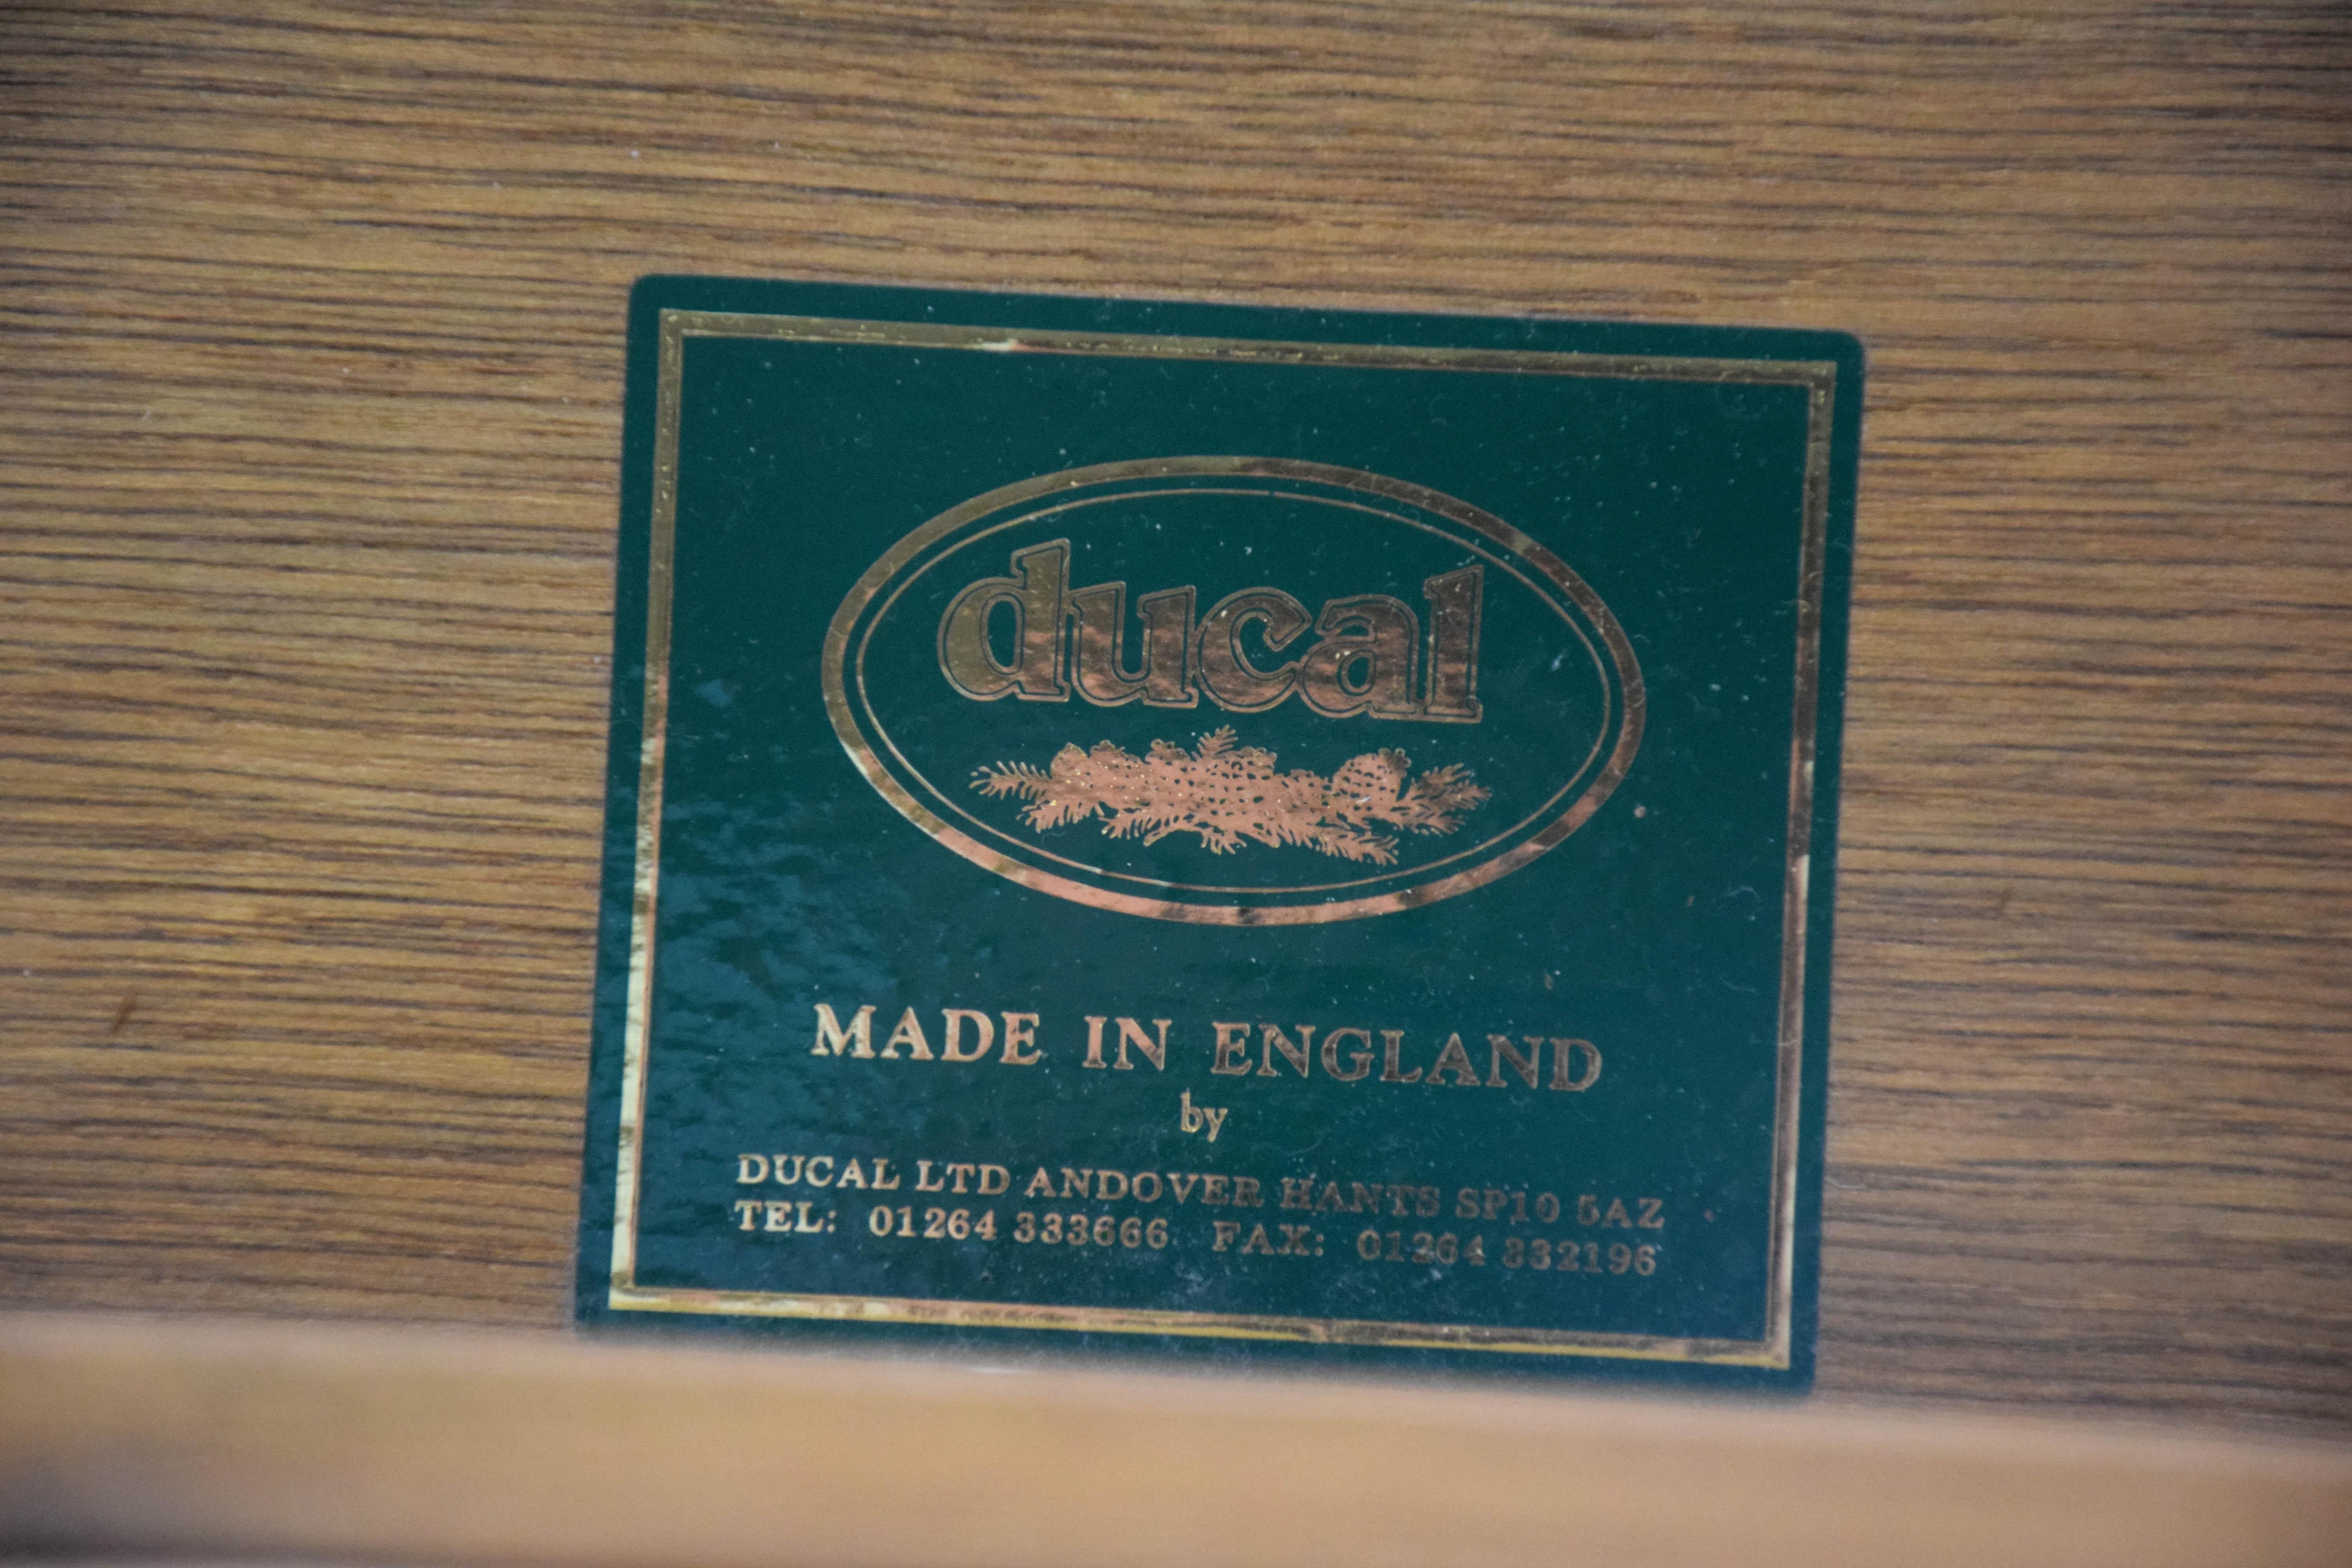 ducal
MADE IN ENGLAND
by
DUCAL LTD ANDOVER HANTS SP10 5AZ
TEL: 01264 333666 FAX: 01264 332196